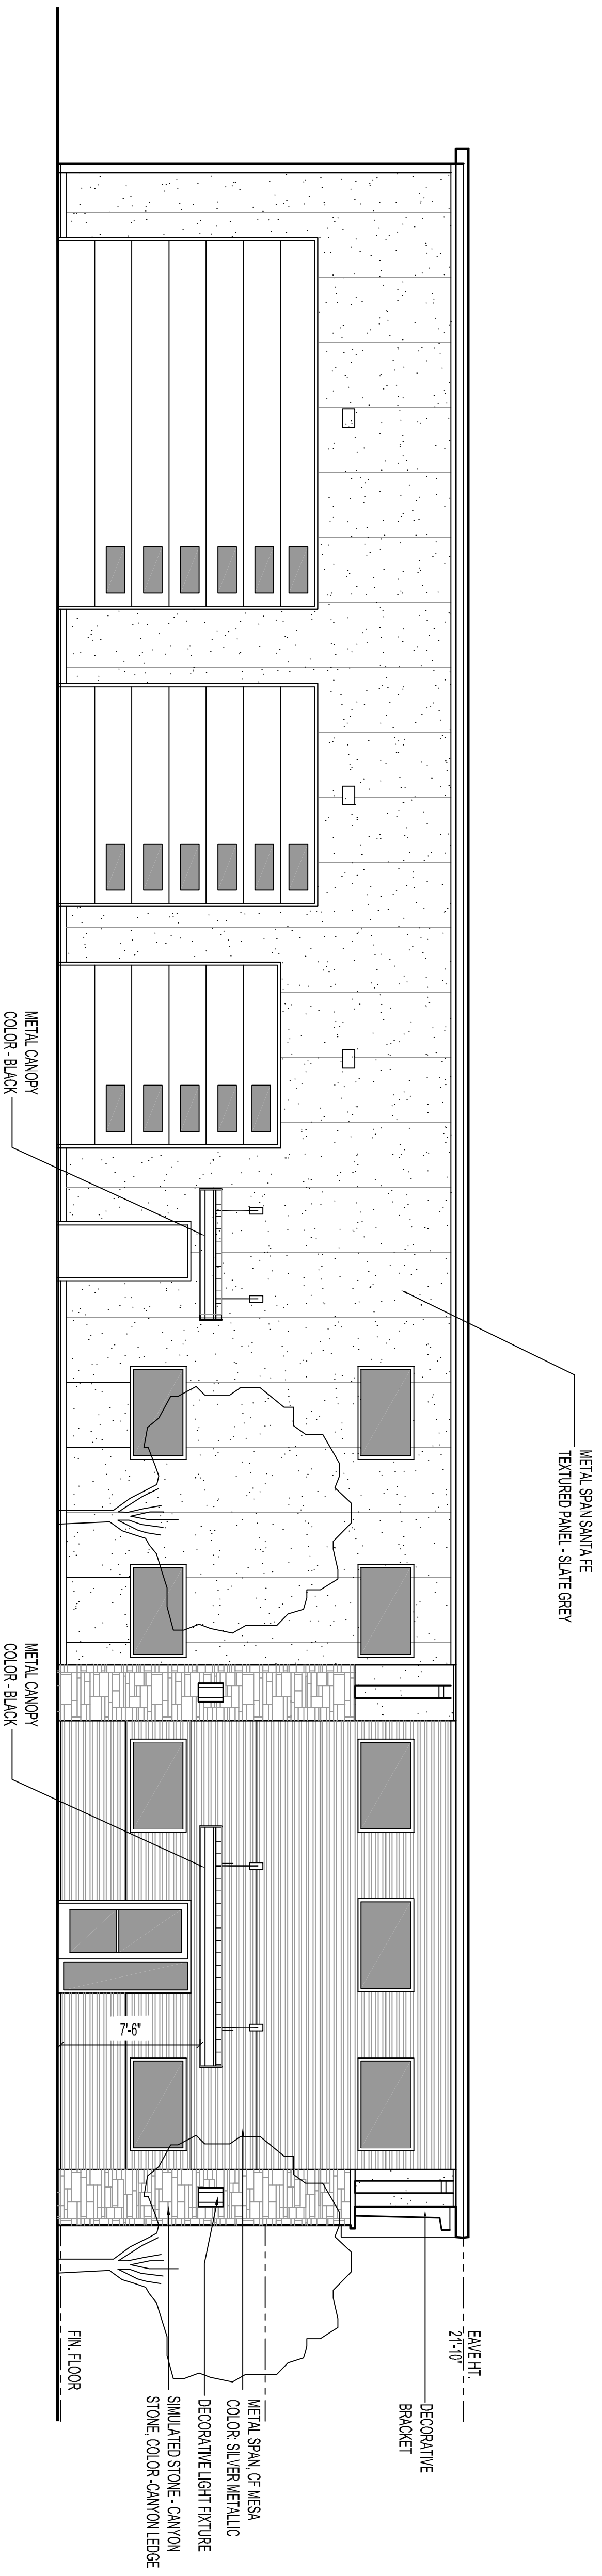 METAL SPAN SANTA FE
TEXTURED PANEL - SLATE GREY
EAVE HT.
21'-10"
DECORATIVE
BRACKET
METAL SPAN, CF MESA
COLOR: SILVER METALLIC
DECORATIVE LIGHT FIXTURE
SIMULATED STONE - CANYON
STONE, COLOR -CANYON LEDGE
7'-6"
FIN. FLOOR
METAL CANOPY
COLOR - BLACK
METAL CANOPY
COLOR - BLACK